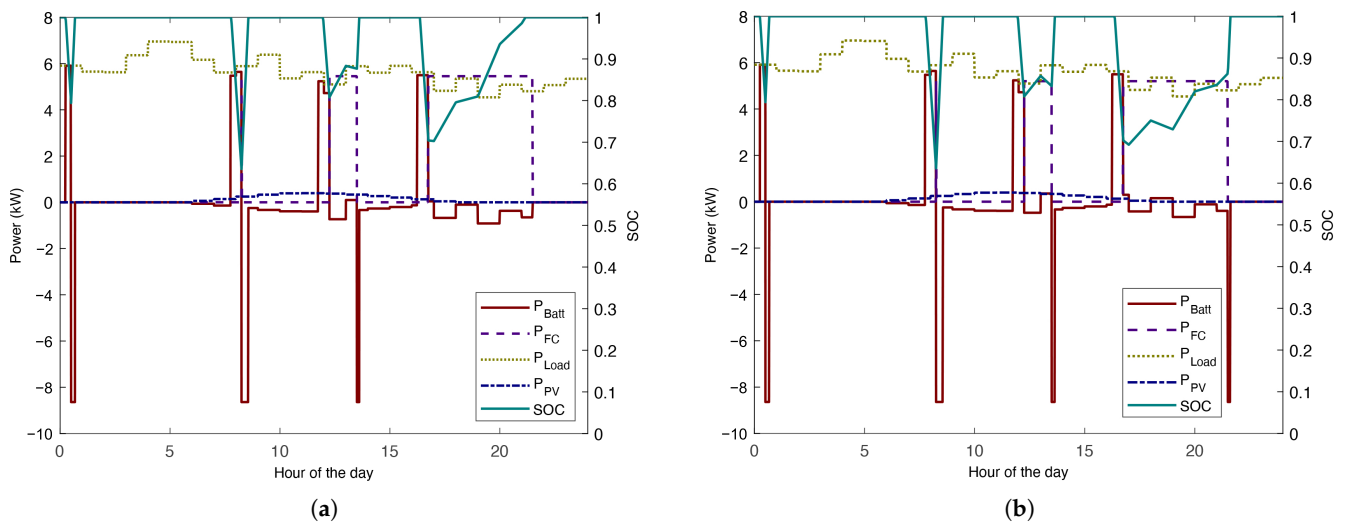 8
6
4
2
0
−2
−4
−6
−8
−10
Power (kW)
0
5
10
15
20
Hour of the day
1
0.9
0.8
0.7
0.6
0.5
0.4
0.3
0.2
0.1
0
SOC
P_Batt
P_FC
P_Load
P_PV
SOC
(a)
8
6
4
2
0
−2
−4
−6
−8
−10
Power (kW)
0
5
10
15
20
Hour of the day
1
0.9
0.8
0.7
0.6
0.5
0.4
0.3
0.2
0.1
0
SOC
P_Batt
P_FC
P_Load
P_PV
SOC
(b)